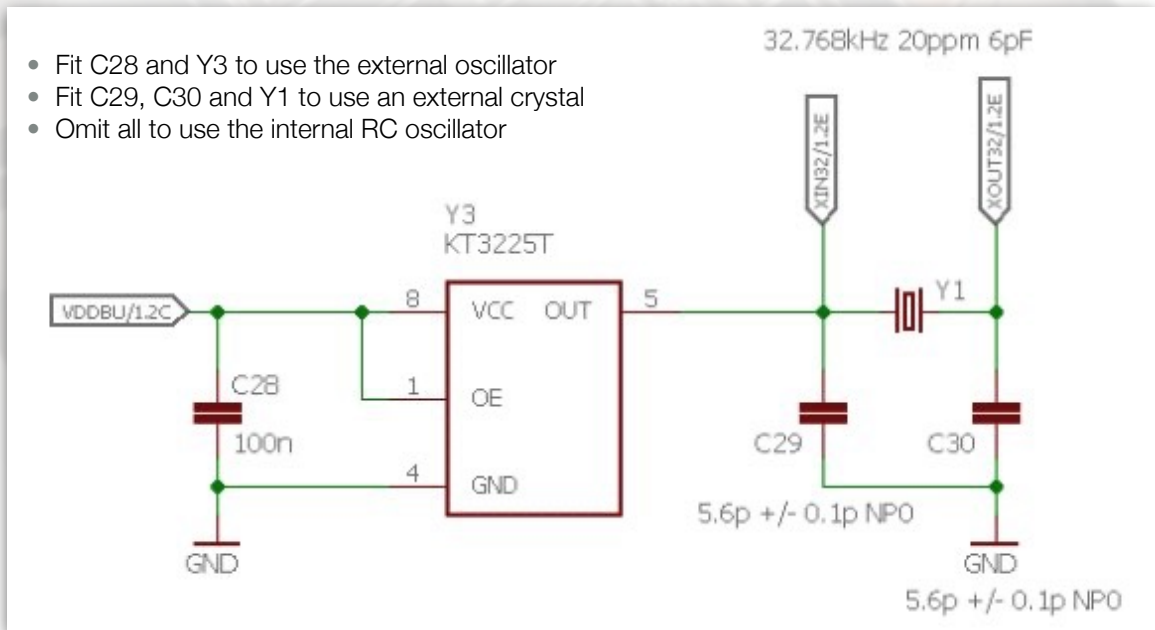 • Fit C28 and Y3 to use the external oscillator
• Fit C29, C30 and Y1 to use an external crystal
• Omit all to use the internal RC oscillator
32.768kHz 20ppm 6pF
XIN32/1.2E
XOUT32/1.2E
Y3
KT3225T
VDDBU/1.2C
8
VCC OUT
5
Y1
C28
100n
1
OE
C29
C30
4
GND
5.6p +/- 0.1p NP0
GND
GND
5.6p +/- 0.1p NP0